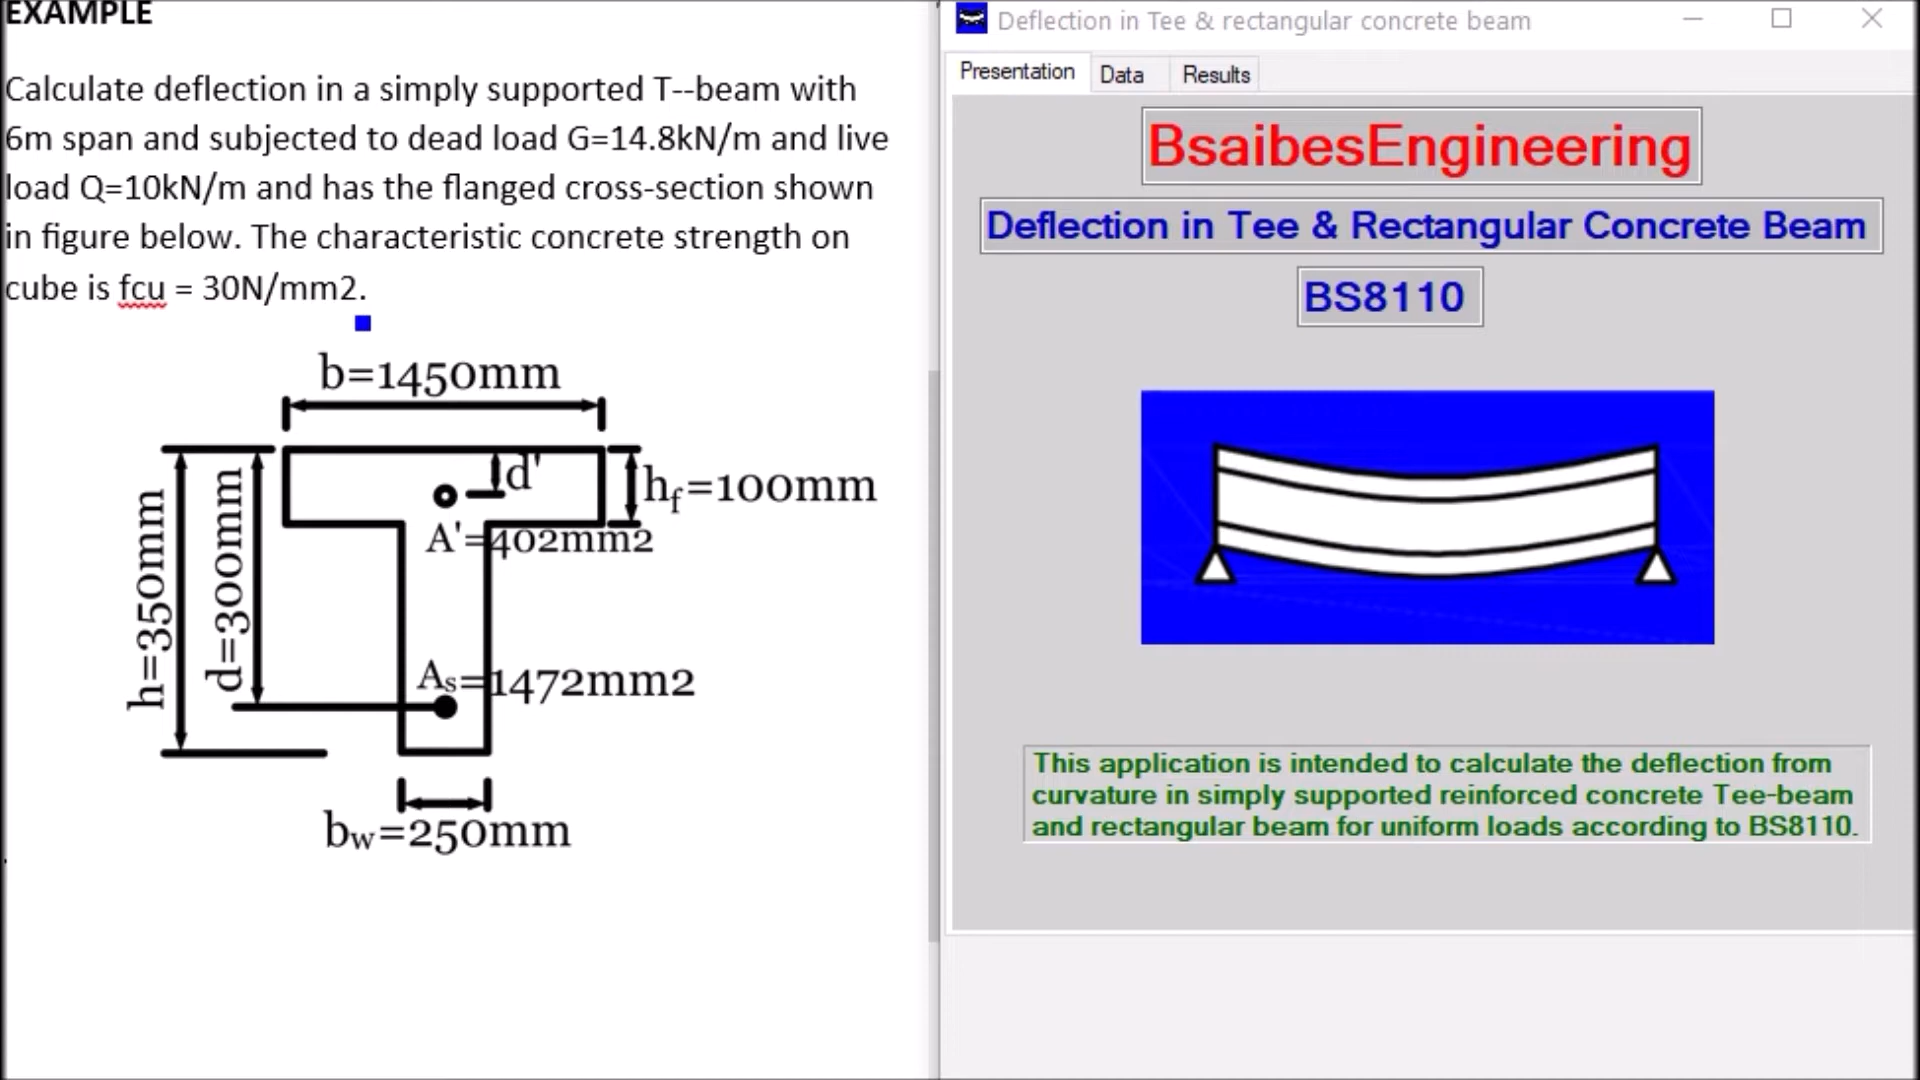 EXAMPLE
Calculate deflection in a simply supported T--beam with
6m span and subjected to dead load G=14.8kN/m and live
load Q=10kN/m and has the flanged cross-section shown
in figure below. The characteristic concrete strength on
cube is fcu = 30N/mm2.
b=1450mm
d'
hf=100mm
A'=402mm2
h=350mm
d=300mm
As=1472mm2
bw=250mm
Deflection in Tee & rectangular concrete beam
Presentation Data Results
BsaibesEngineering
Deflection in Tee & Rectangular Concrete Beam
BS8110
This application is intended to calculate the deflection from
curvature in simply supported reinforced concrete Tee-beam
and rectangular beam for uniform loads according to BS8110.